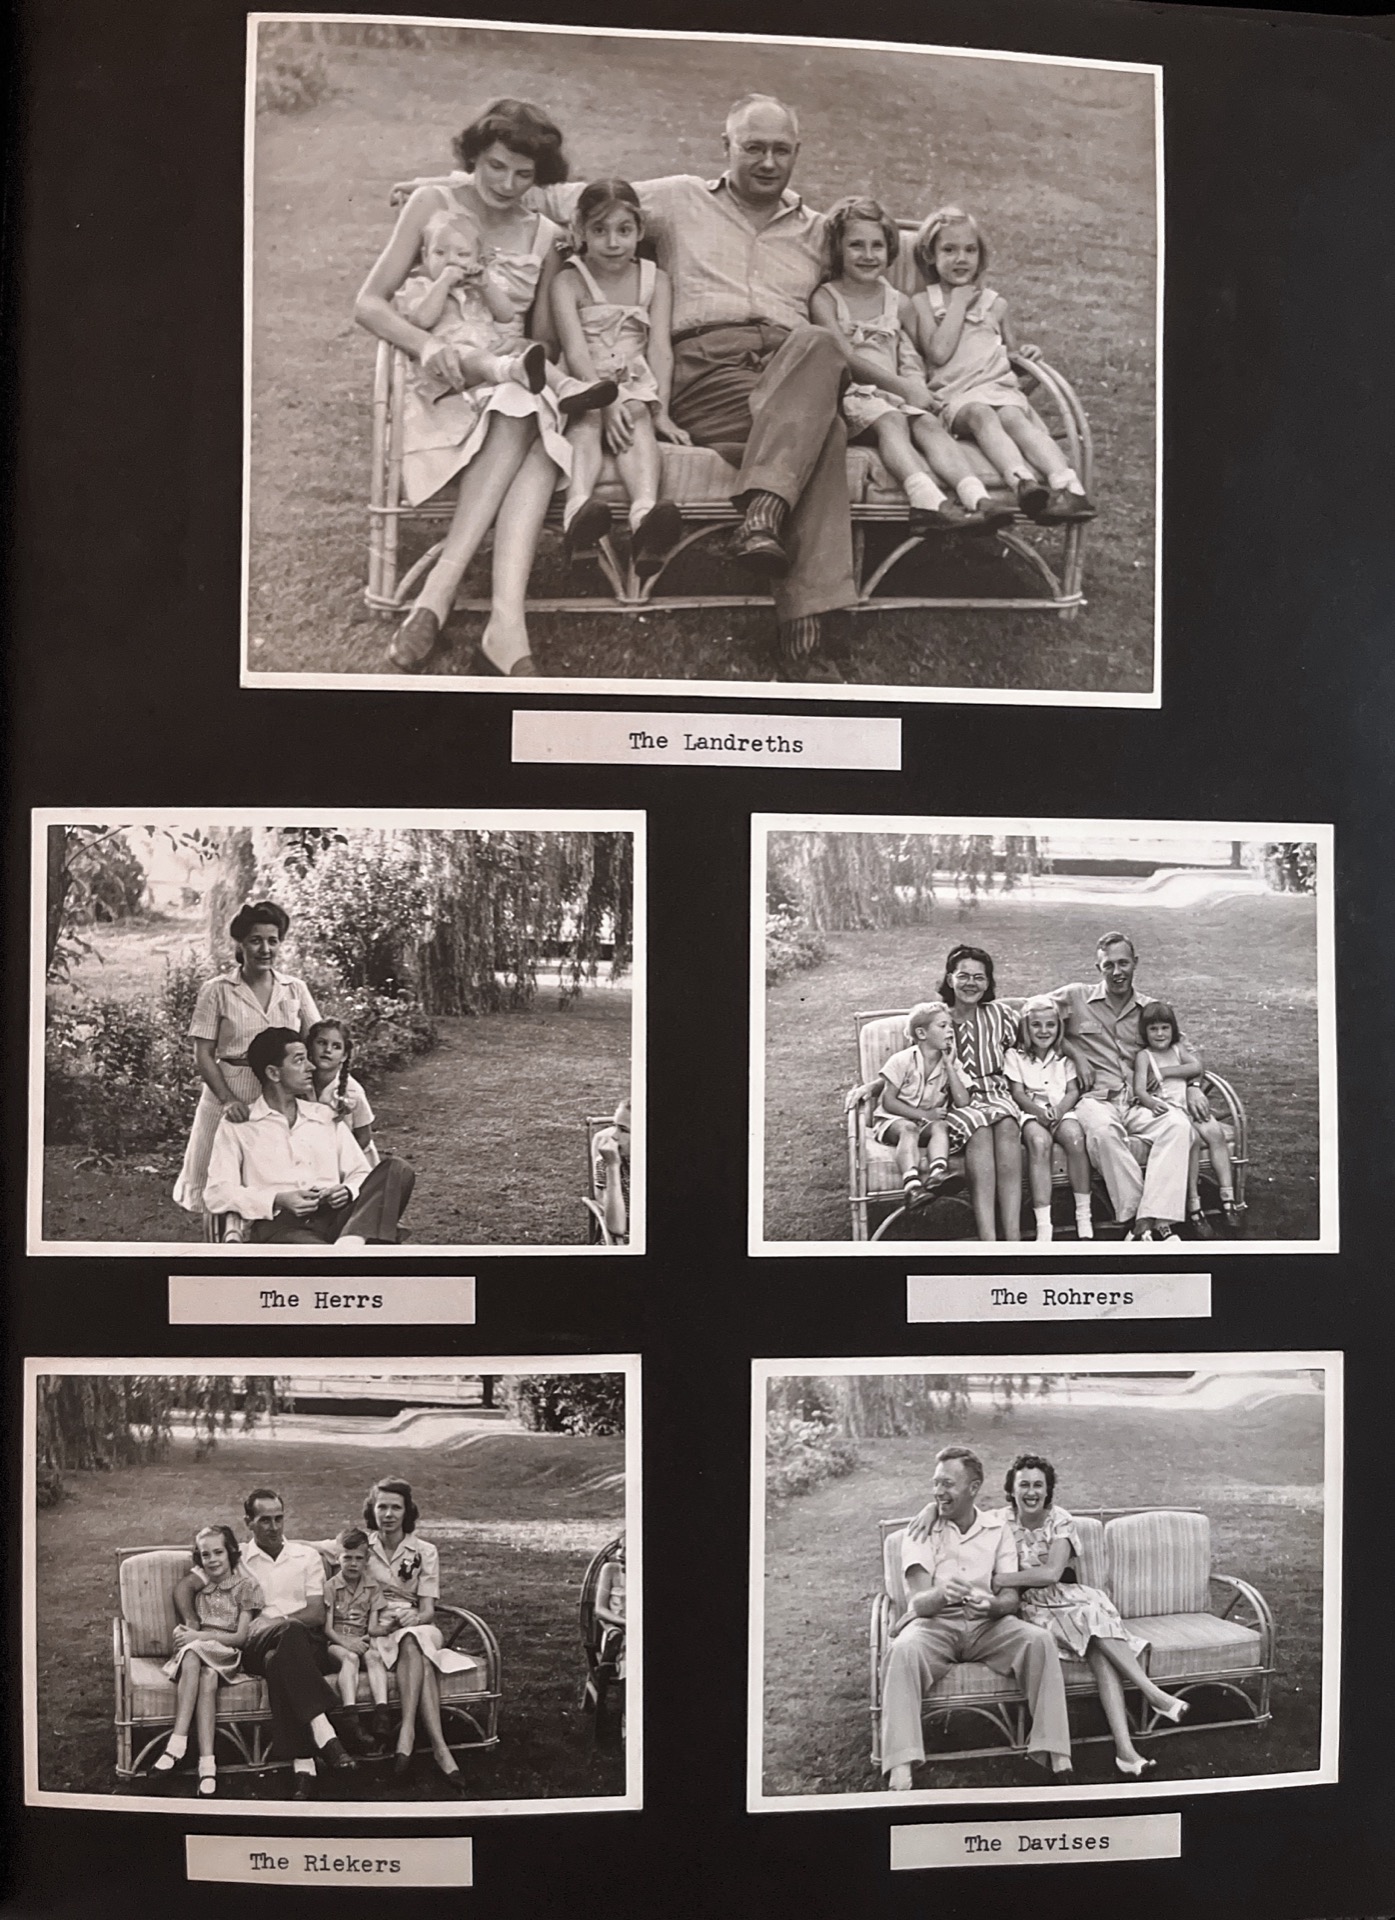 The Landreths
The Herrs
The Rohrers
The Riekers
The Davises